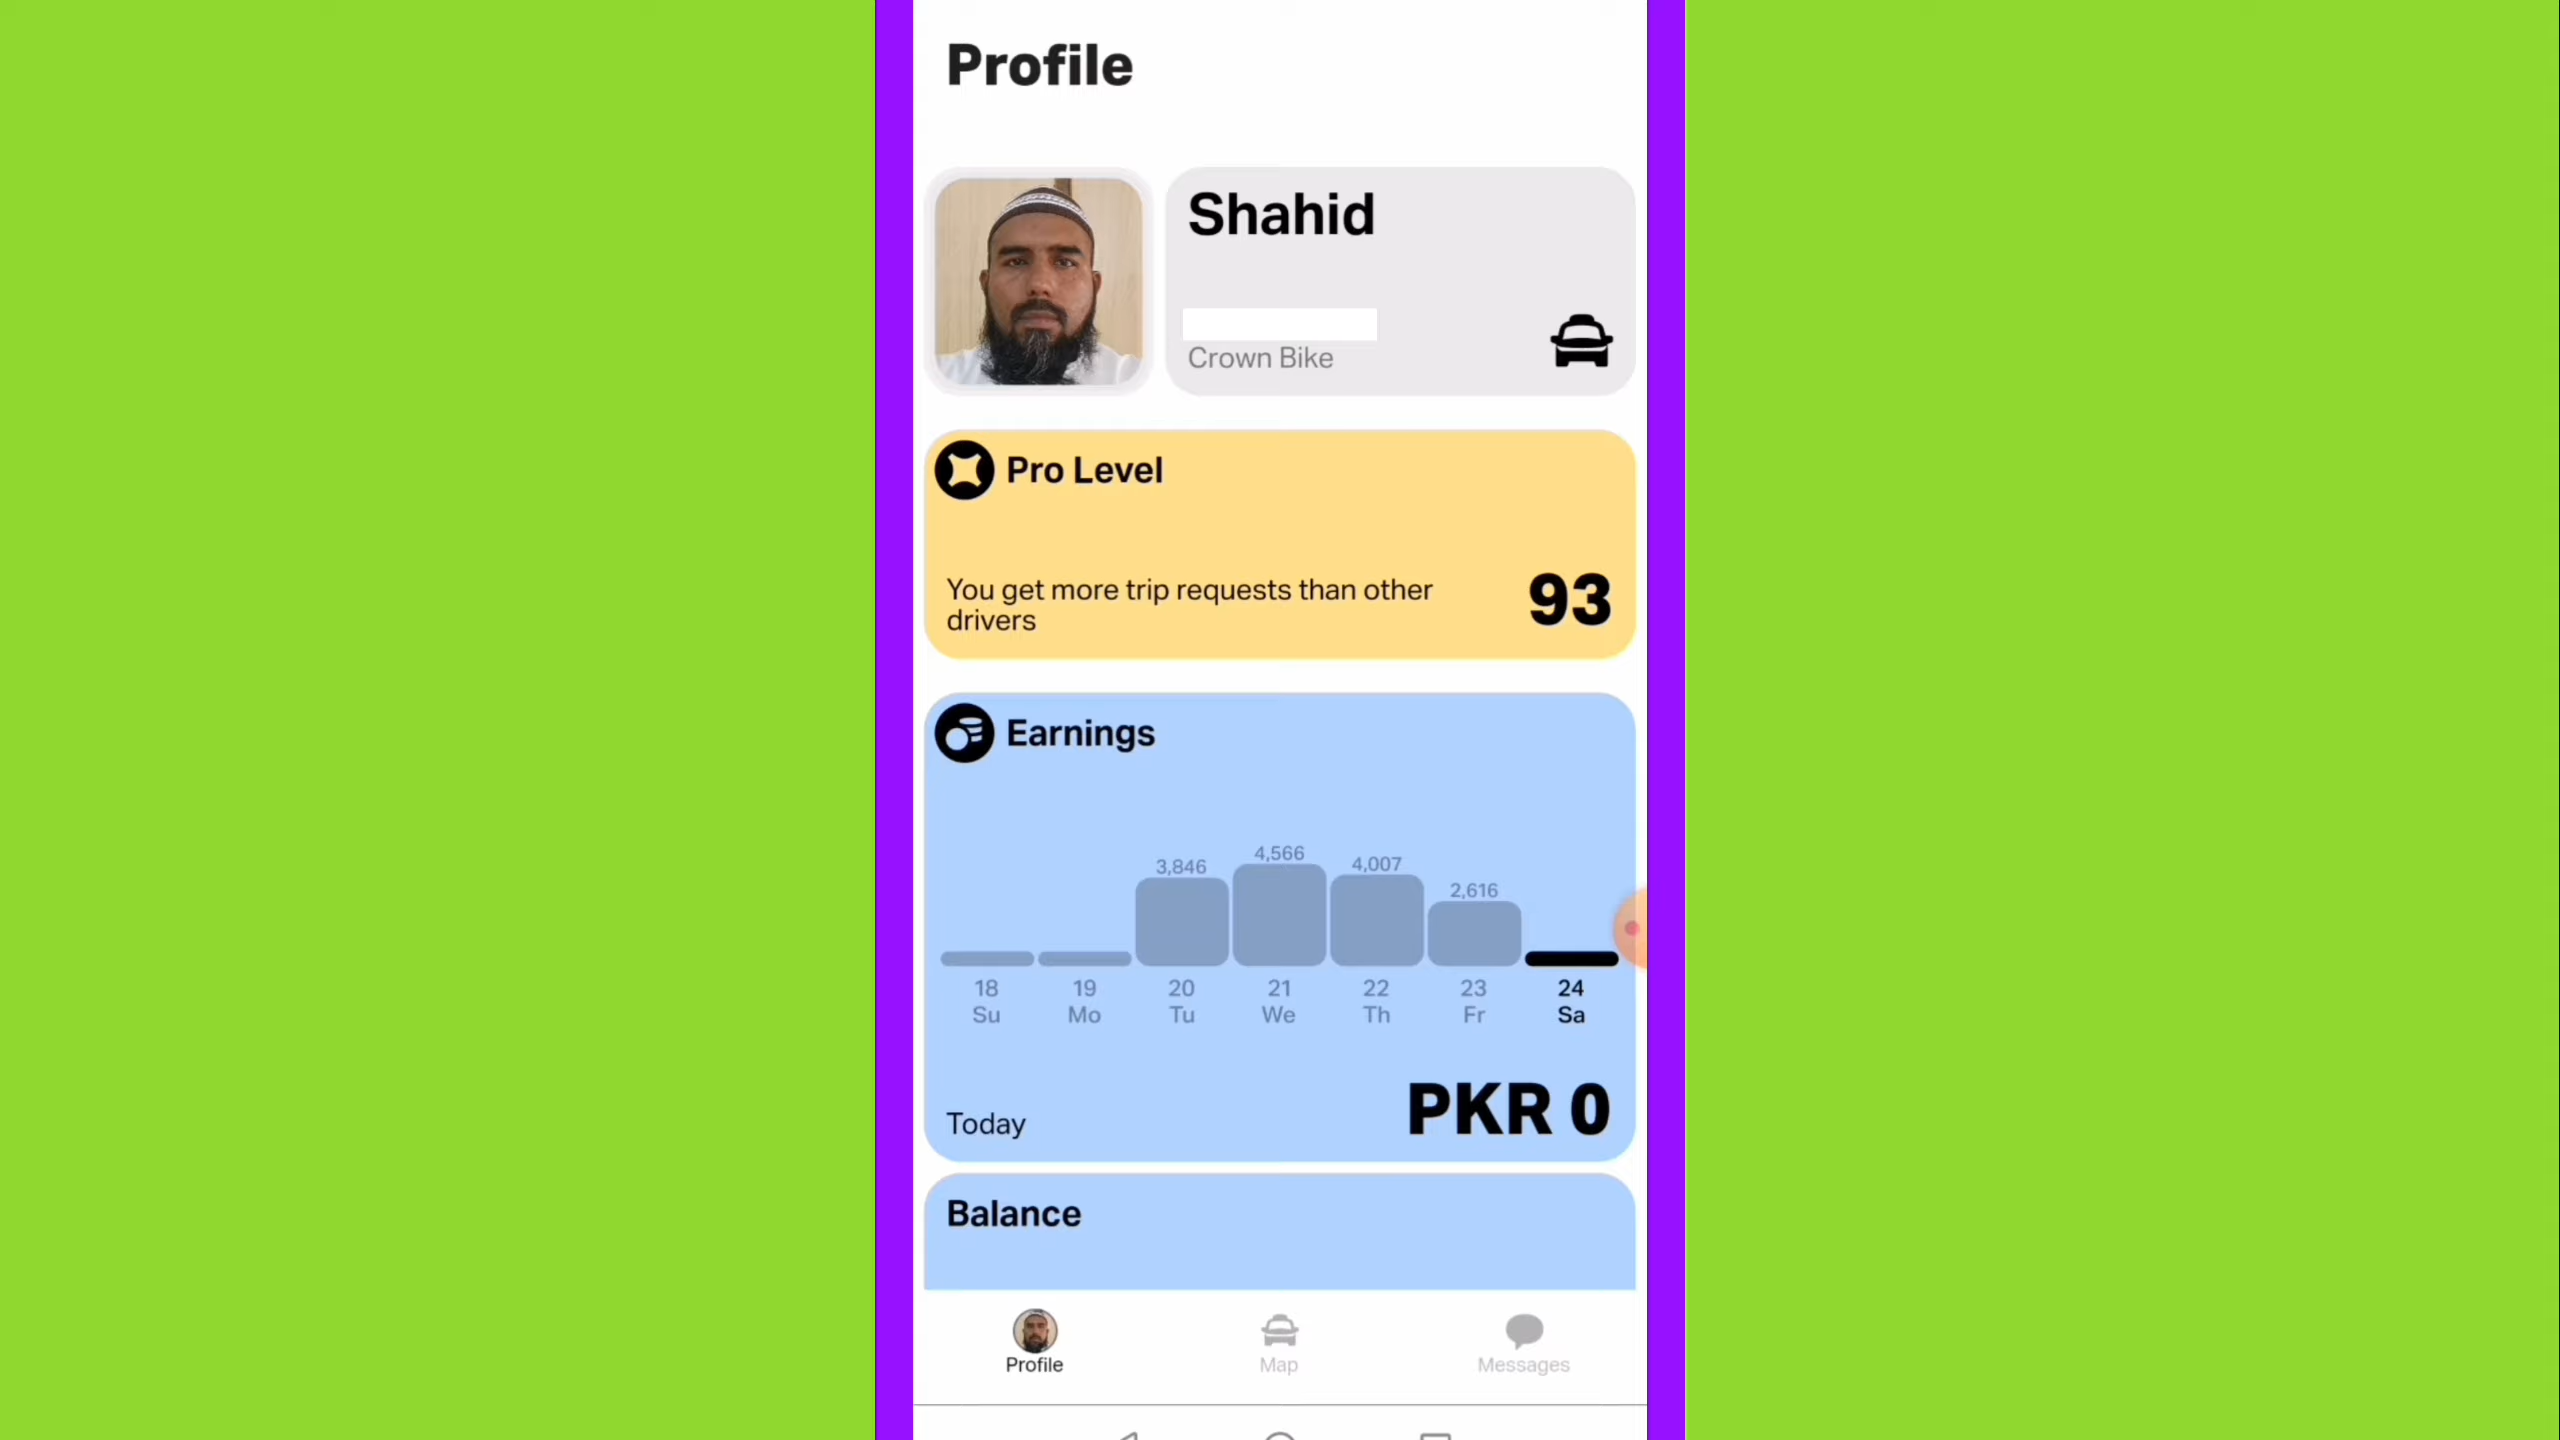 Profile
Shahid
Crown Bike
Pro Level
You get more trip requests than other
drivers
93
Earnings
3,846
4,566
4,007
2,616
18
Su
19
Mo
20
Tu
21
We
22
Th
23
Fr
24
Sa
Today
PKR 0
Balance
Profile
Map
Messages